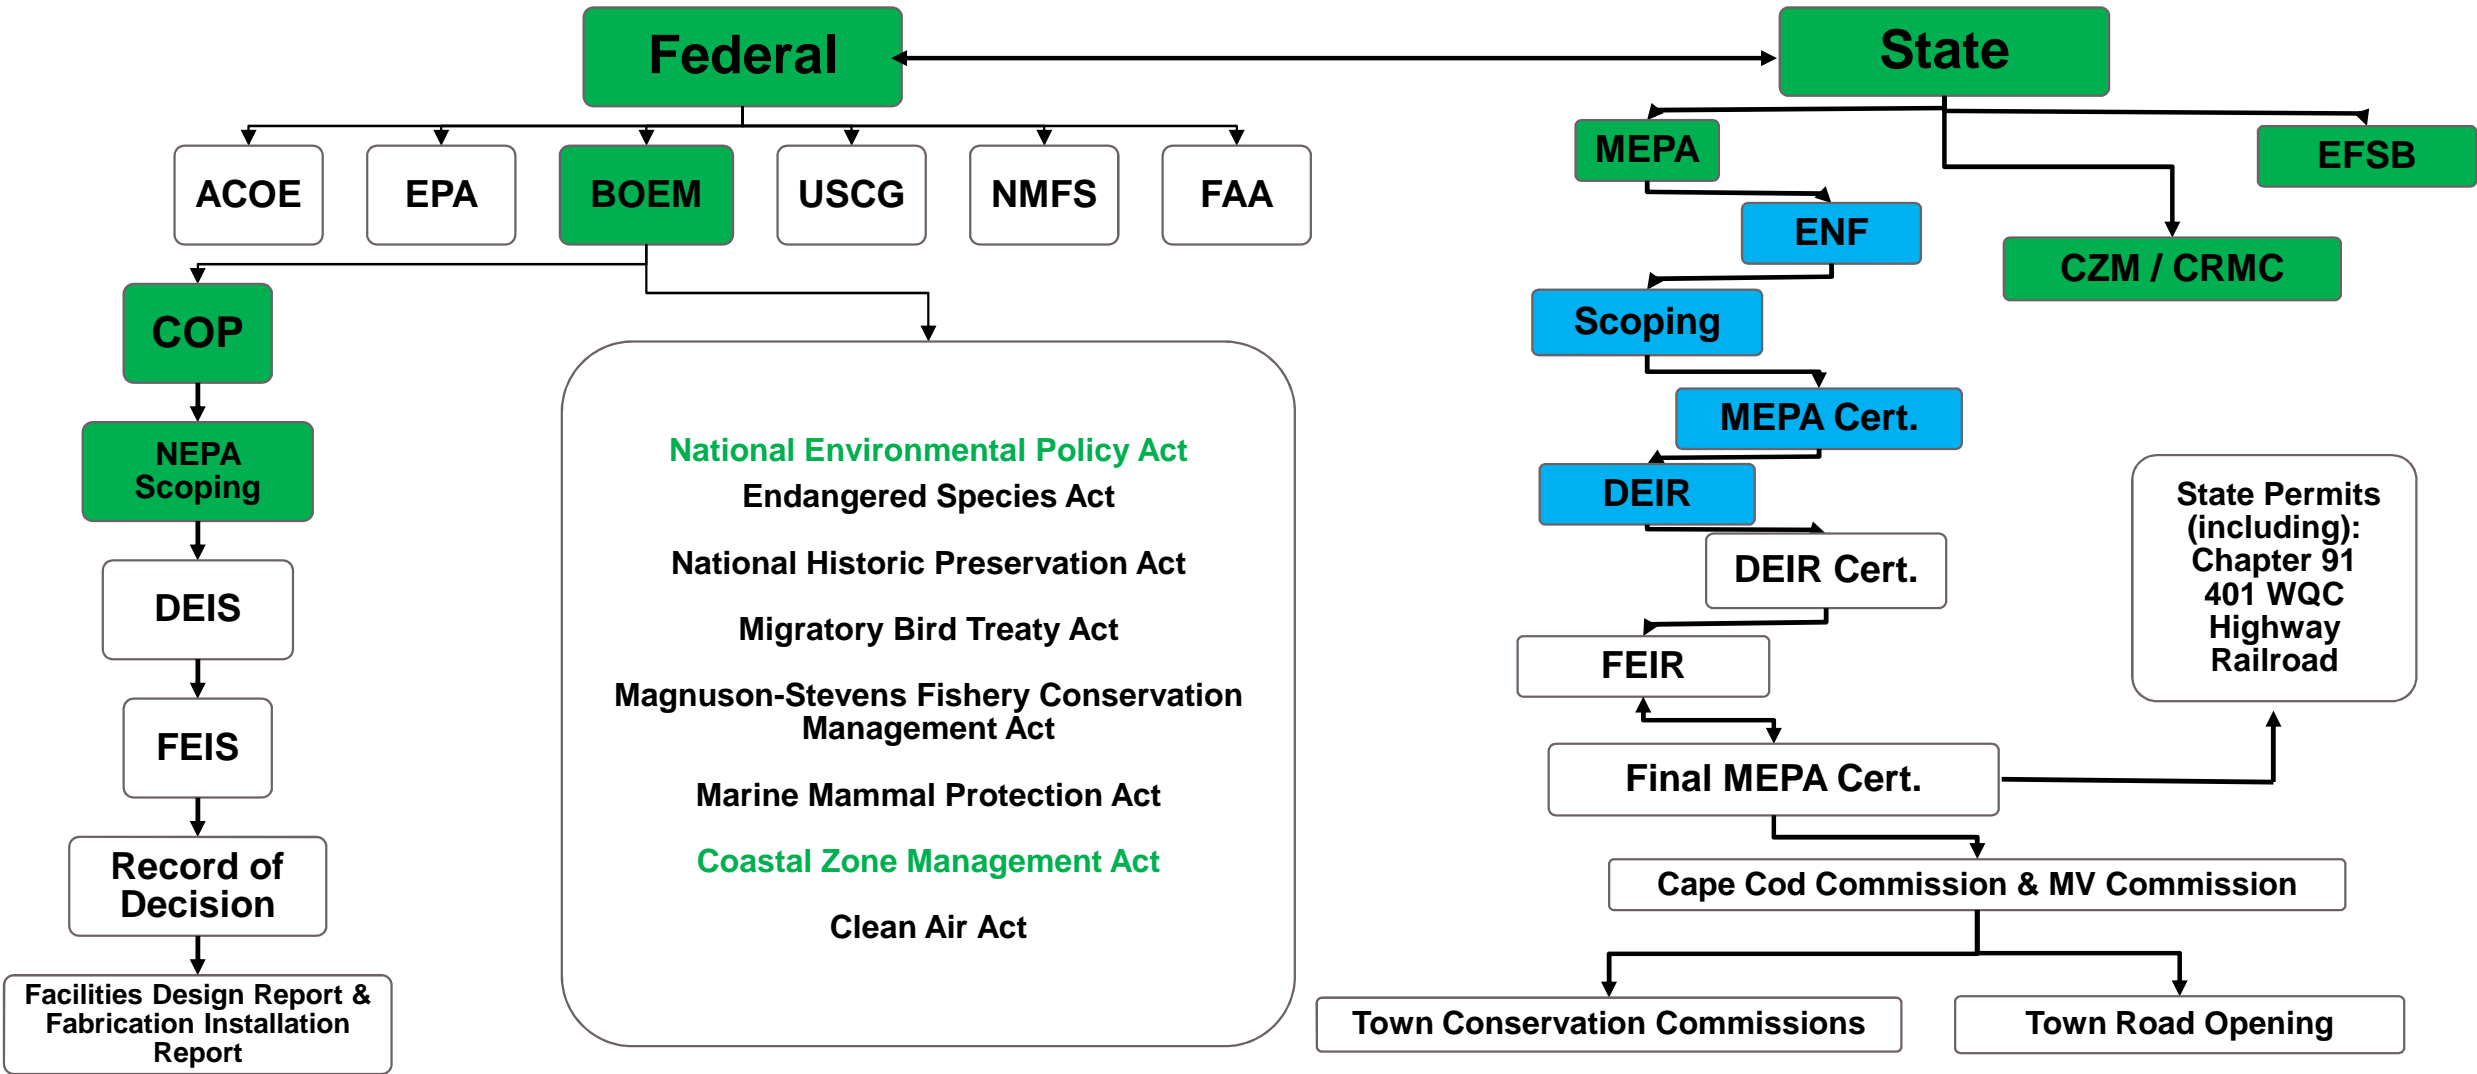 Federal
State
ACOE
EPA
BOEM
USCG
NMFS
FAA
MEPA
EFSB
ENF
CZM / CRMC
COP
Scoping
MEPA Cert.
NEPA
Scoping
DEIR
DEIS
DEIR Cert.
FEIS
FEIR
Final MEPA Cert.
Record of
Decision
Facilities Design Report &
Fabrication Installation
Report
National Environmental Policy Act
Endangered Species Act
National Historic Preservation Act
Migratory Bird Treaty Act
Magnuson-Stevens Fishery Conservation
Management Act
Marine Mammal Protection Act
Coastal Zone Management Act
Clean Air Act
State Permits
(including):
Chapter 91
401 WQC
Highway
Railroad
Cape Cod Commission & MV Commission
Town Conservation Commissions
Town Road Opening